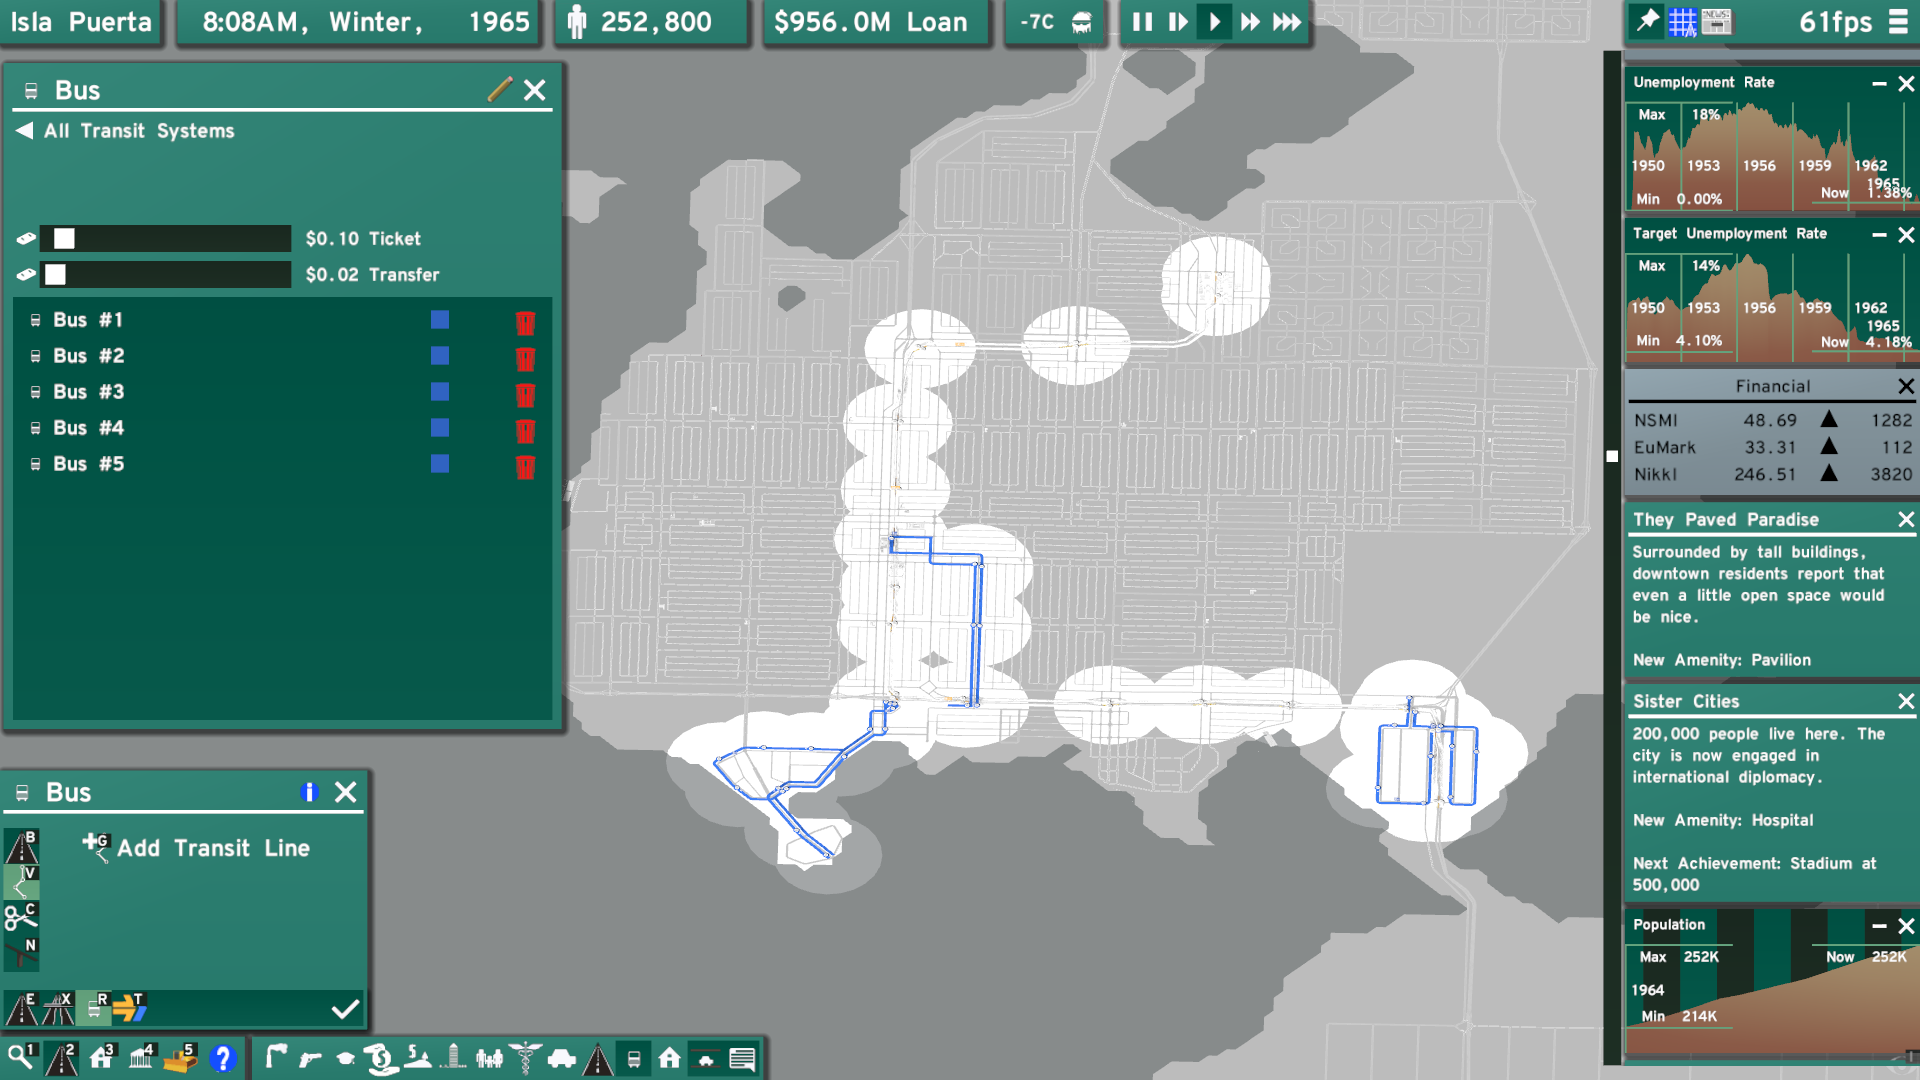 Isla Puerta
8:08AM, Winter, 1965
252,800
$956.0M Loan
-7C
61fps
NEWS
Bus
All Transit Systems
$0.10 Ticket
$0.02 Transfer
Bus #1
Bus #2
Bus #3
Bus #4
Bus #5
Bus
B
V
C
N
G
Add Transit Line
E
X
R
T
1
2
3
4
5
?
Unemployment Rate
Max 18%
1950 1953 1956 1959 1962 1965
Min 0.00%
Now 1.38%
Target Unemployment Rate
Max 14%
1950 1953 1956 1959 1962 1965
Min 4.10%
Now 4.18%
Financial
NSMI 48.69 ▲ 1282
EuMark 33.31 ▲ 112
NikkI 246.51 ▲ 3820
They Paved Paradise
Surrounded by tall buildings,
downtown residents report that
even a little open space would
be nice.
New Amenity: Pavilion
Sister Cities
200,000 people live here. The
city is now engaged in
international diplomacy.
New Amenity: Hospital
Next Achievement: Stadium at
500,000
Population
Max 252K
Now 252K
1964
Min 214K